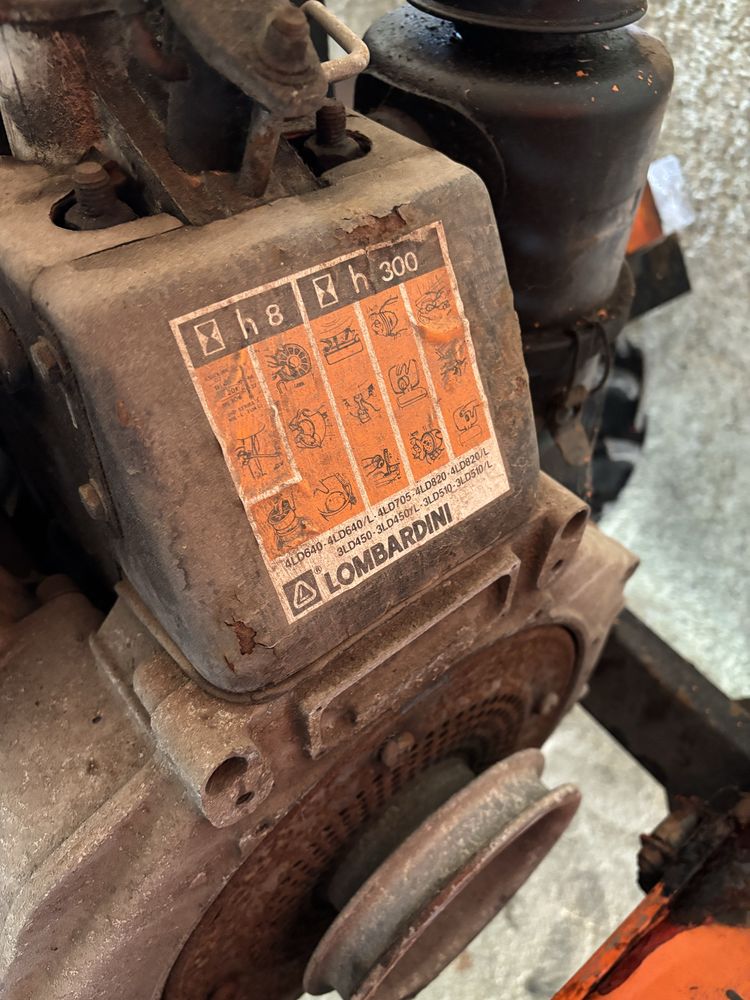 h 8 h 300
4LD640-4LD640/L-4LD705-4LD820-4LD820/L
3LD450-3LD450/L-3LD510-3LD510/L
® LOMBARDINI